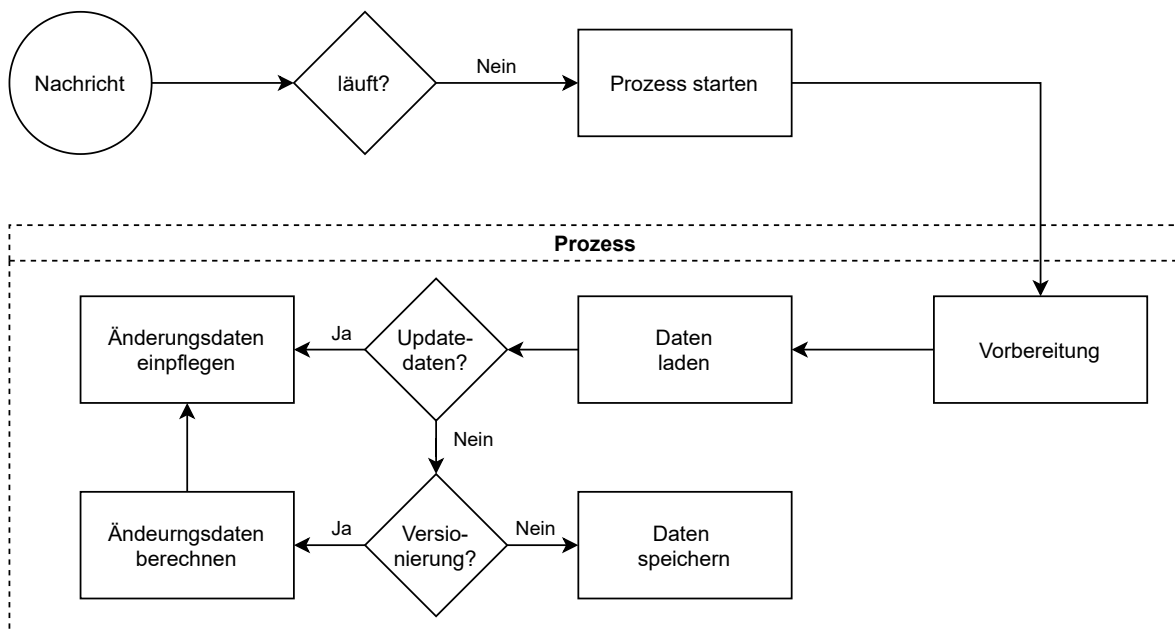 Nachricht
läuft?
Nein
Prozess starten
Prozess
Änderungsdaten
einpflegen
Ja
Update-
daten?
Daten
laden
Vorbereitung
Nein
Ändeurngsdaten
berechnen
Ja
Versio-
nierung?
Nein
Daten
speichern